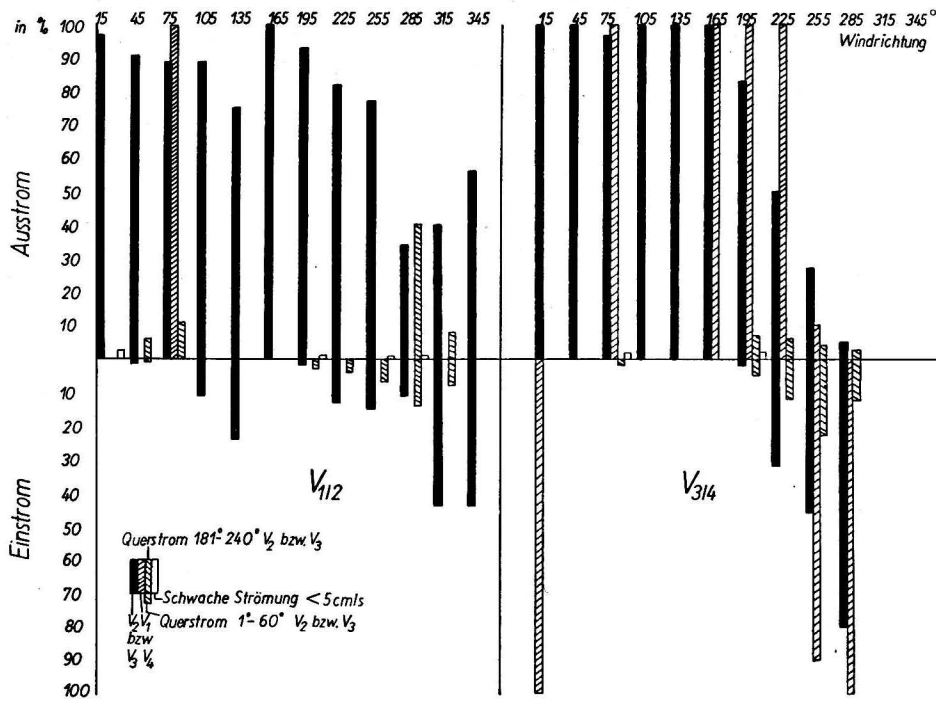 in %
15 45 75 105 135 165 195 225 255 285 315 345
15 45 75 105 135 165 195 225 255 285 315 345°
Windrichtung
100
90
80
70
60
50
40
30
20
10
Ausstrom
10
20
30
40
50
60
70
80
90
100
Einstrom
V1/2
V3/4
Querstrom 181°-240° V2 bzw. V3
Schwache Strömung < 5cm/s
Querstrom 1°-60° V2 bzw. V3
V2 V1
bzw
V3 V4